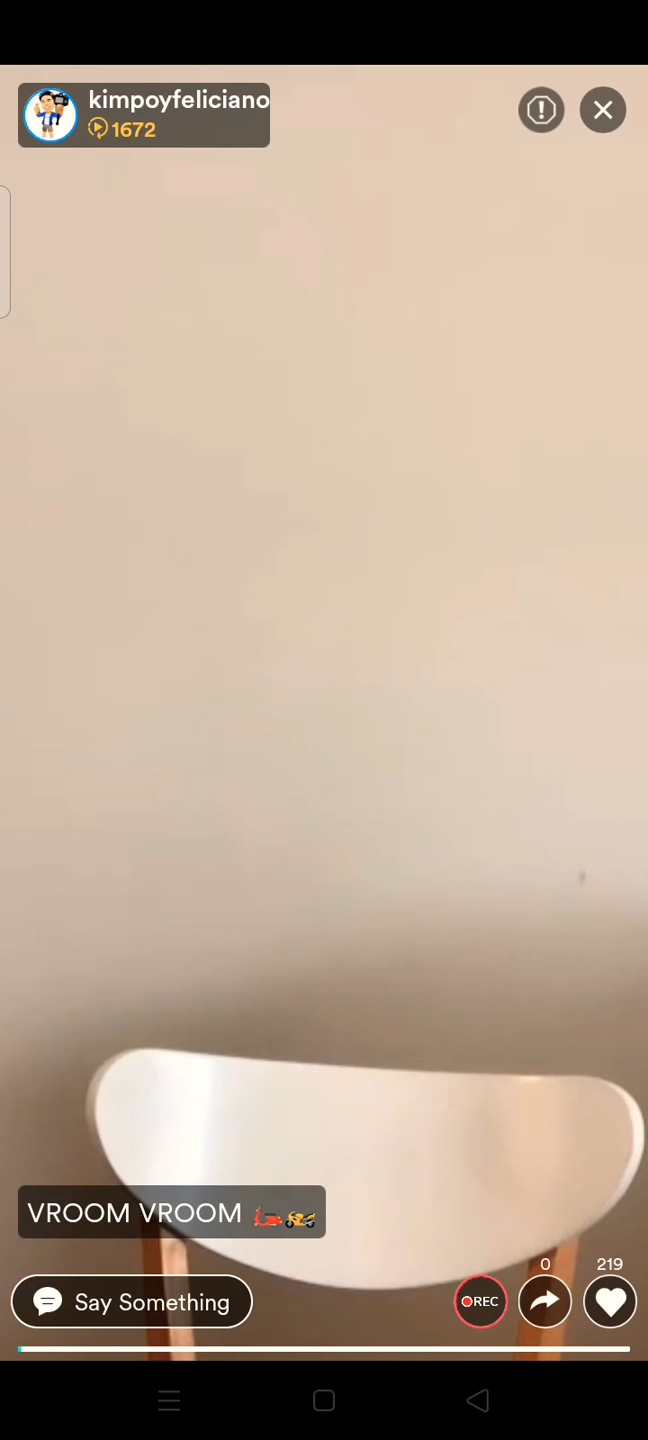 kimpoyfeliciano
1672
VROOM VROOM 🛵🏍️
0
219
Say Something
REC